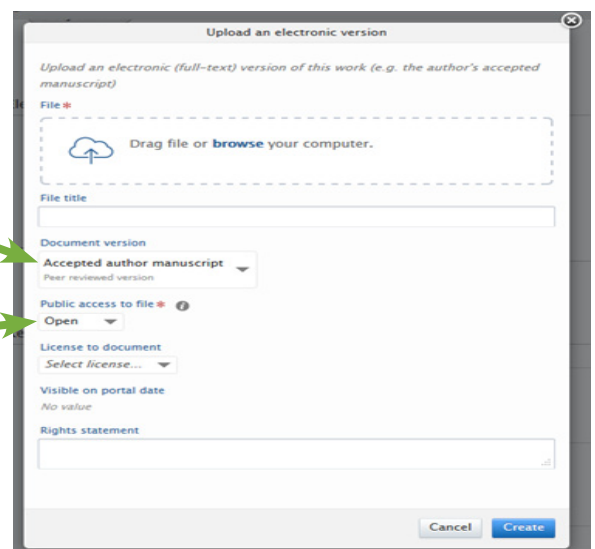 Upload an electronic version
Upload an electronic (full-text) version of this work (e.g. the author's accepted
manuscript)
File *
Drag file or browse your computer.
File title
Document version
Accepted author manuscript
Peer reviewed version
Public access to file *
Open
License to document
Select license...
Visible on portal date
No value
Rights statement
Cancel Create